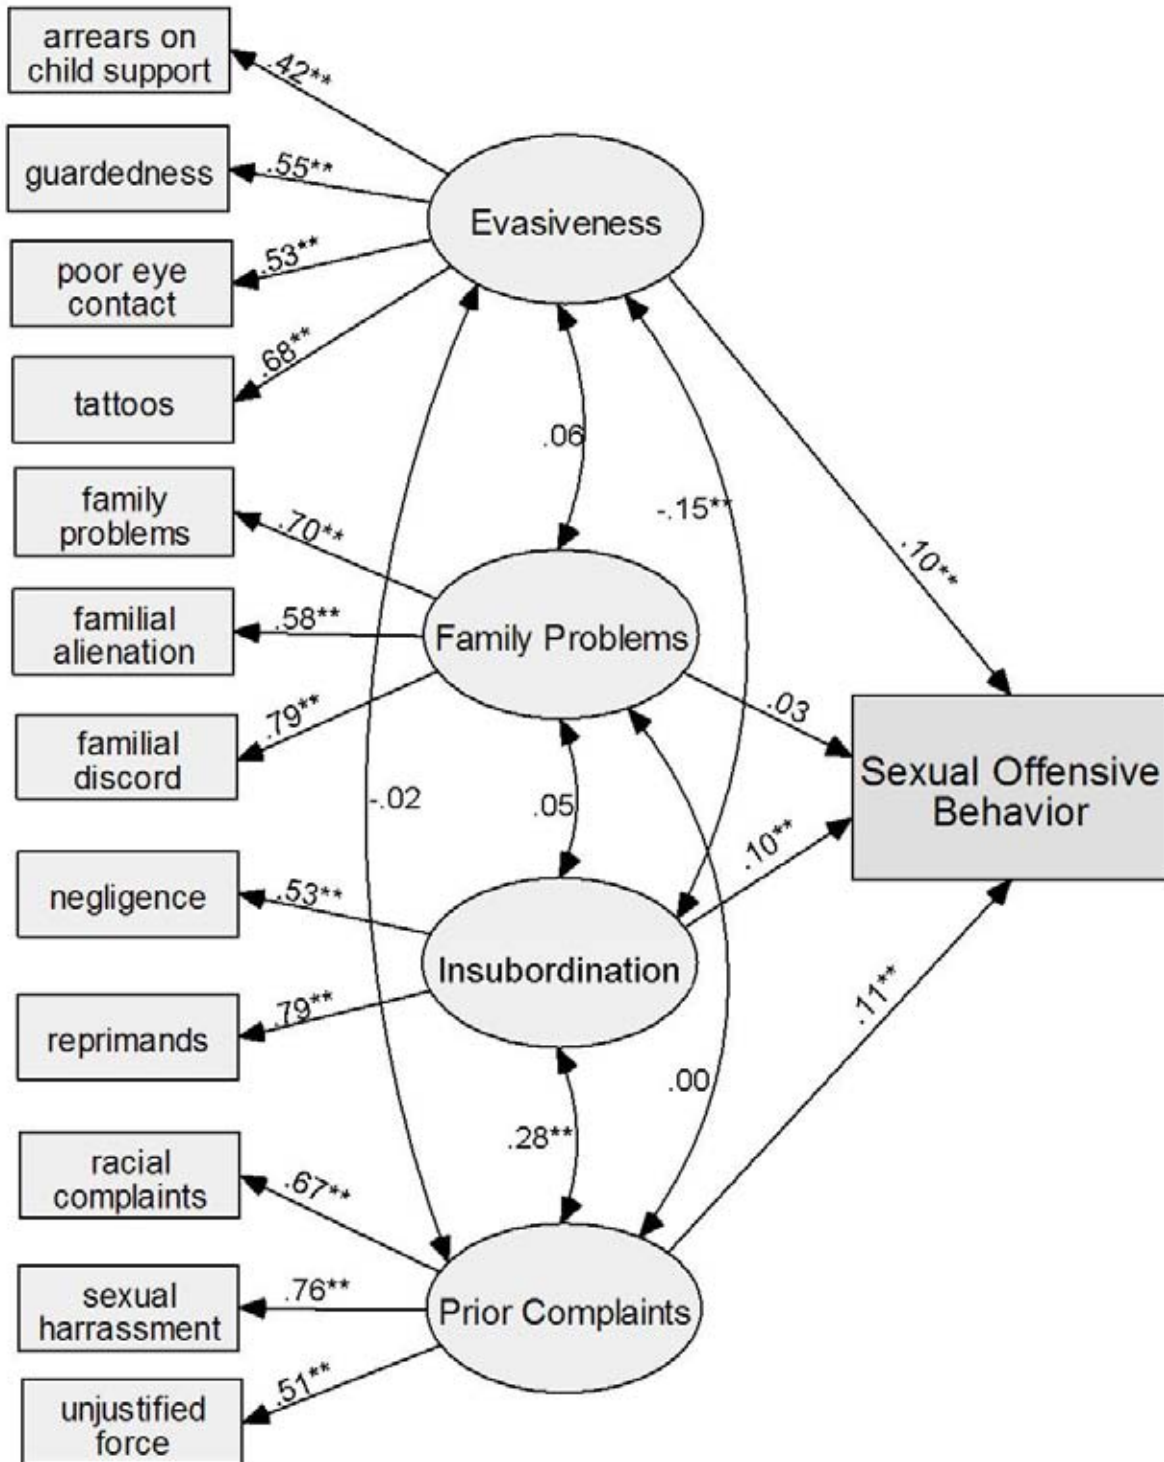 arrears on
child support
.42**
guardedness
.55**
Evasiveness
poor eye
contact
.53**
tattoos
.68**
.06
-.15**
.10**
family
problems
.70**
familial
alienation
.58**
Family Problems
.03
familial
discord
.79**
-.02
.05
Sexual Offensive
Behavior
.10**
negligence
.53**
Insubordination
reprimands
.79**
.11**
.00
.28**
racial
complaints
.67**
sexual
harrassment
.76**
Prior Complaints
unjustified
force
.51**